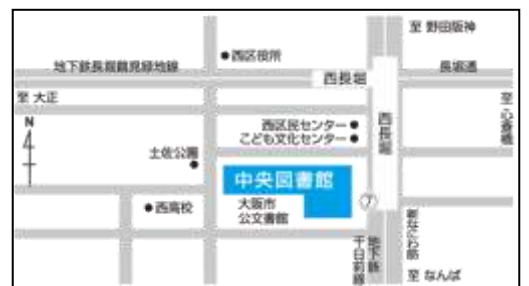 至 野田阪神
西区役所
地下鉄長堀鶴見緑地線
西長堀
長堀通
至 大正
至 心斎橋
N
西区民センター
こども文化センター
西長堀
土佐公園
中央図書館
大阪市
公文書館
⑦
西高校
地下鉄
千日前線
新なにわ筋
至 なんば